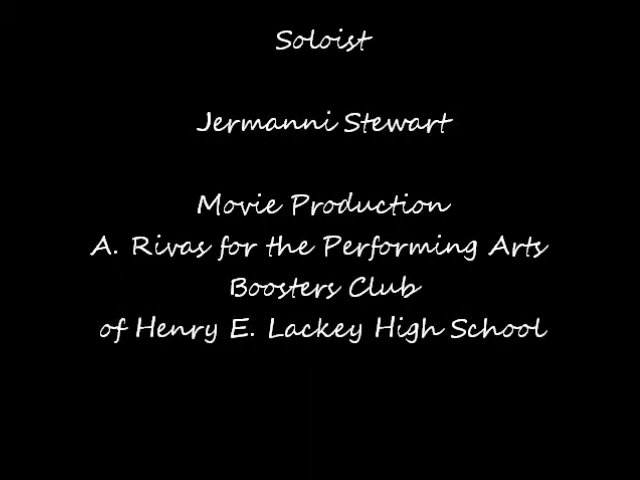 Soloist
Jermanni Stewart
Movie Production
A. Rivas for the Performing Arts
Boosters Club
of Henry E. Lackey High School